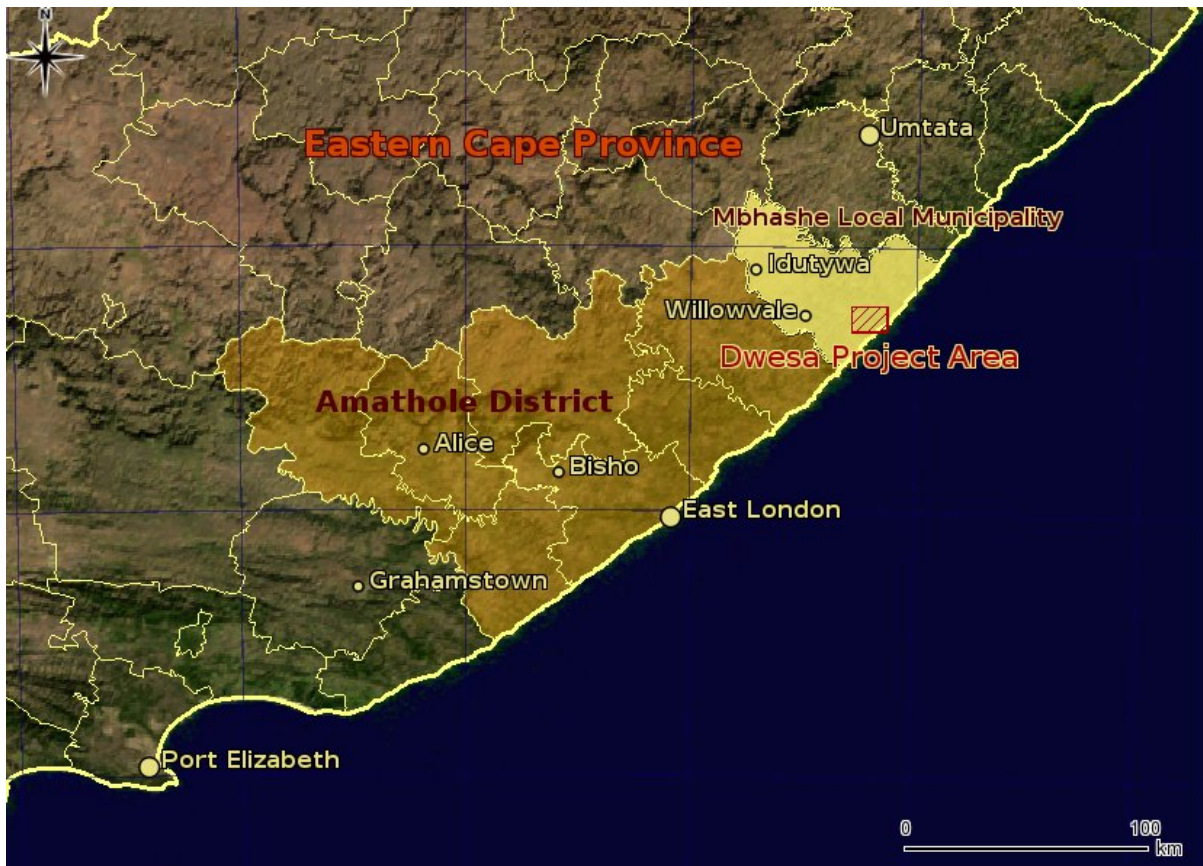 N
Umtata
Eastern Cape Province
Mbhashe Local Municipality
Idutywa
Willowvale
Dwesa Project Area
Amathole District
Alice
Bisho
East London
Grahamstown
Port Elizabeth
0 100
km